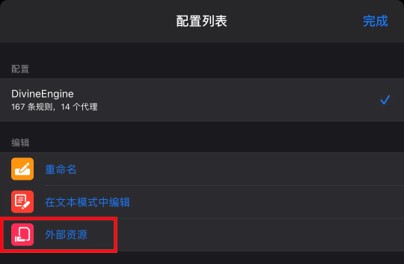 配置列表
完成
配置
DivineEngine
167 条规则，14 个代理
编辑
重命名
在文本模式中编辑
外部资源